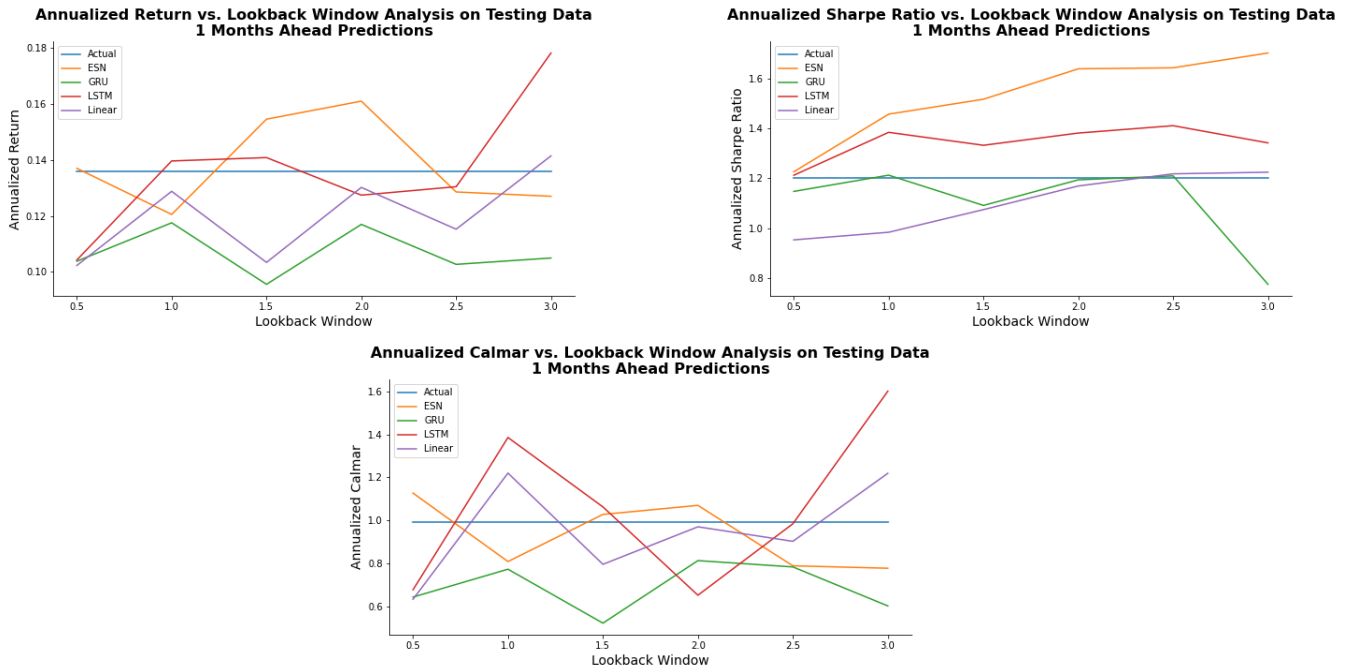 Annualized Return vs. Lookback Window Analysis on Testing Data
1 Months Ahead Predictions
Annualized Return
0.18
0.16
0.14
0.12
0.10
Actual
ESN
GRU
LSTM
Linear
0.5
1.0
1.5
2.0
2.5
3.0
Lookback Window
Annualized Sharpe Ratio vs. Lookback Window Analysis on Testing Data
1 Months Ahead Predictions
Annualized Sharpe Ratio
1.6
1.4
1.2
1.0
0.8
Actual
ESN
GRU
LSTM
Linear
0.5
1.0
1.5
2.0
2.5
3.0
Lookback Window
Annualized Calmar vs. Lookback Window Analysis on Testing Data
1 Months Ahead Predictions
Annualized Calmar
1.6
1.4
1.2
1.0
0.8
0.6
Actual
ESN
GRU
LSTM
Linear
0.5
1.0
1.5
2.0
2.5
3.0
Lookback Window